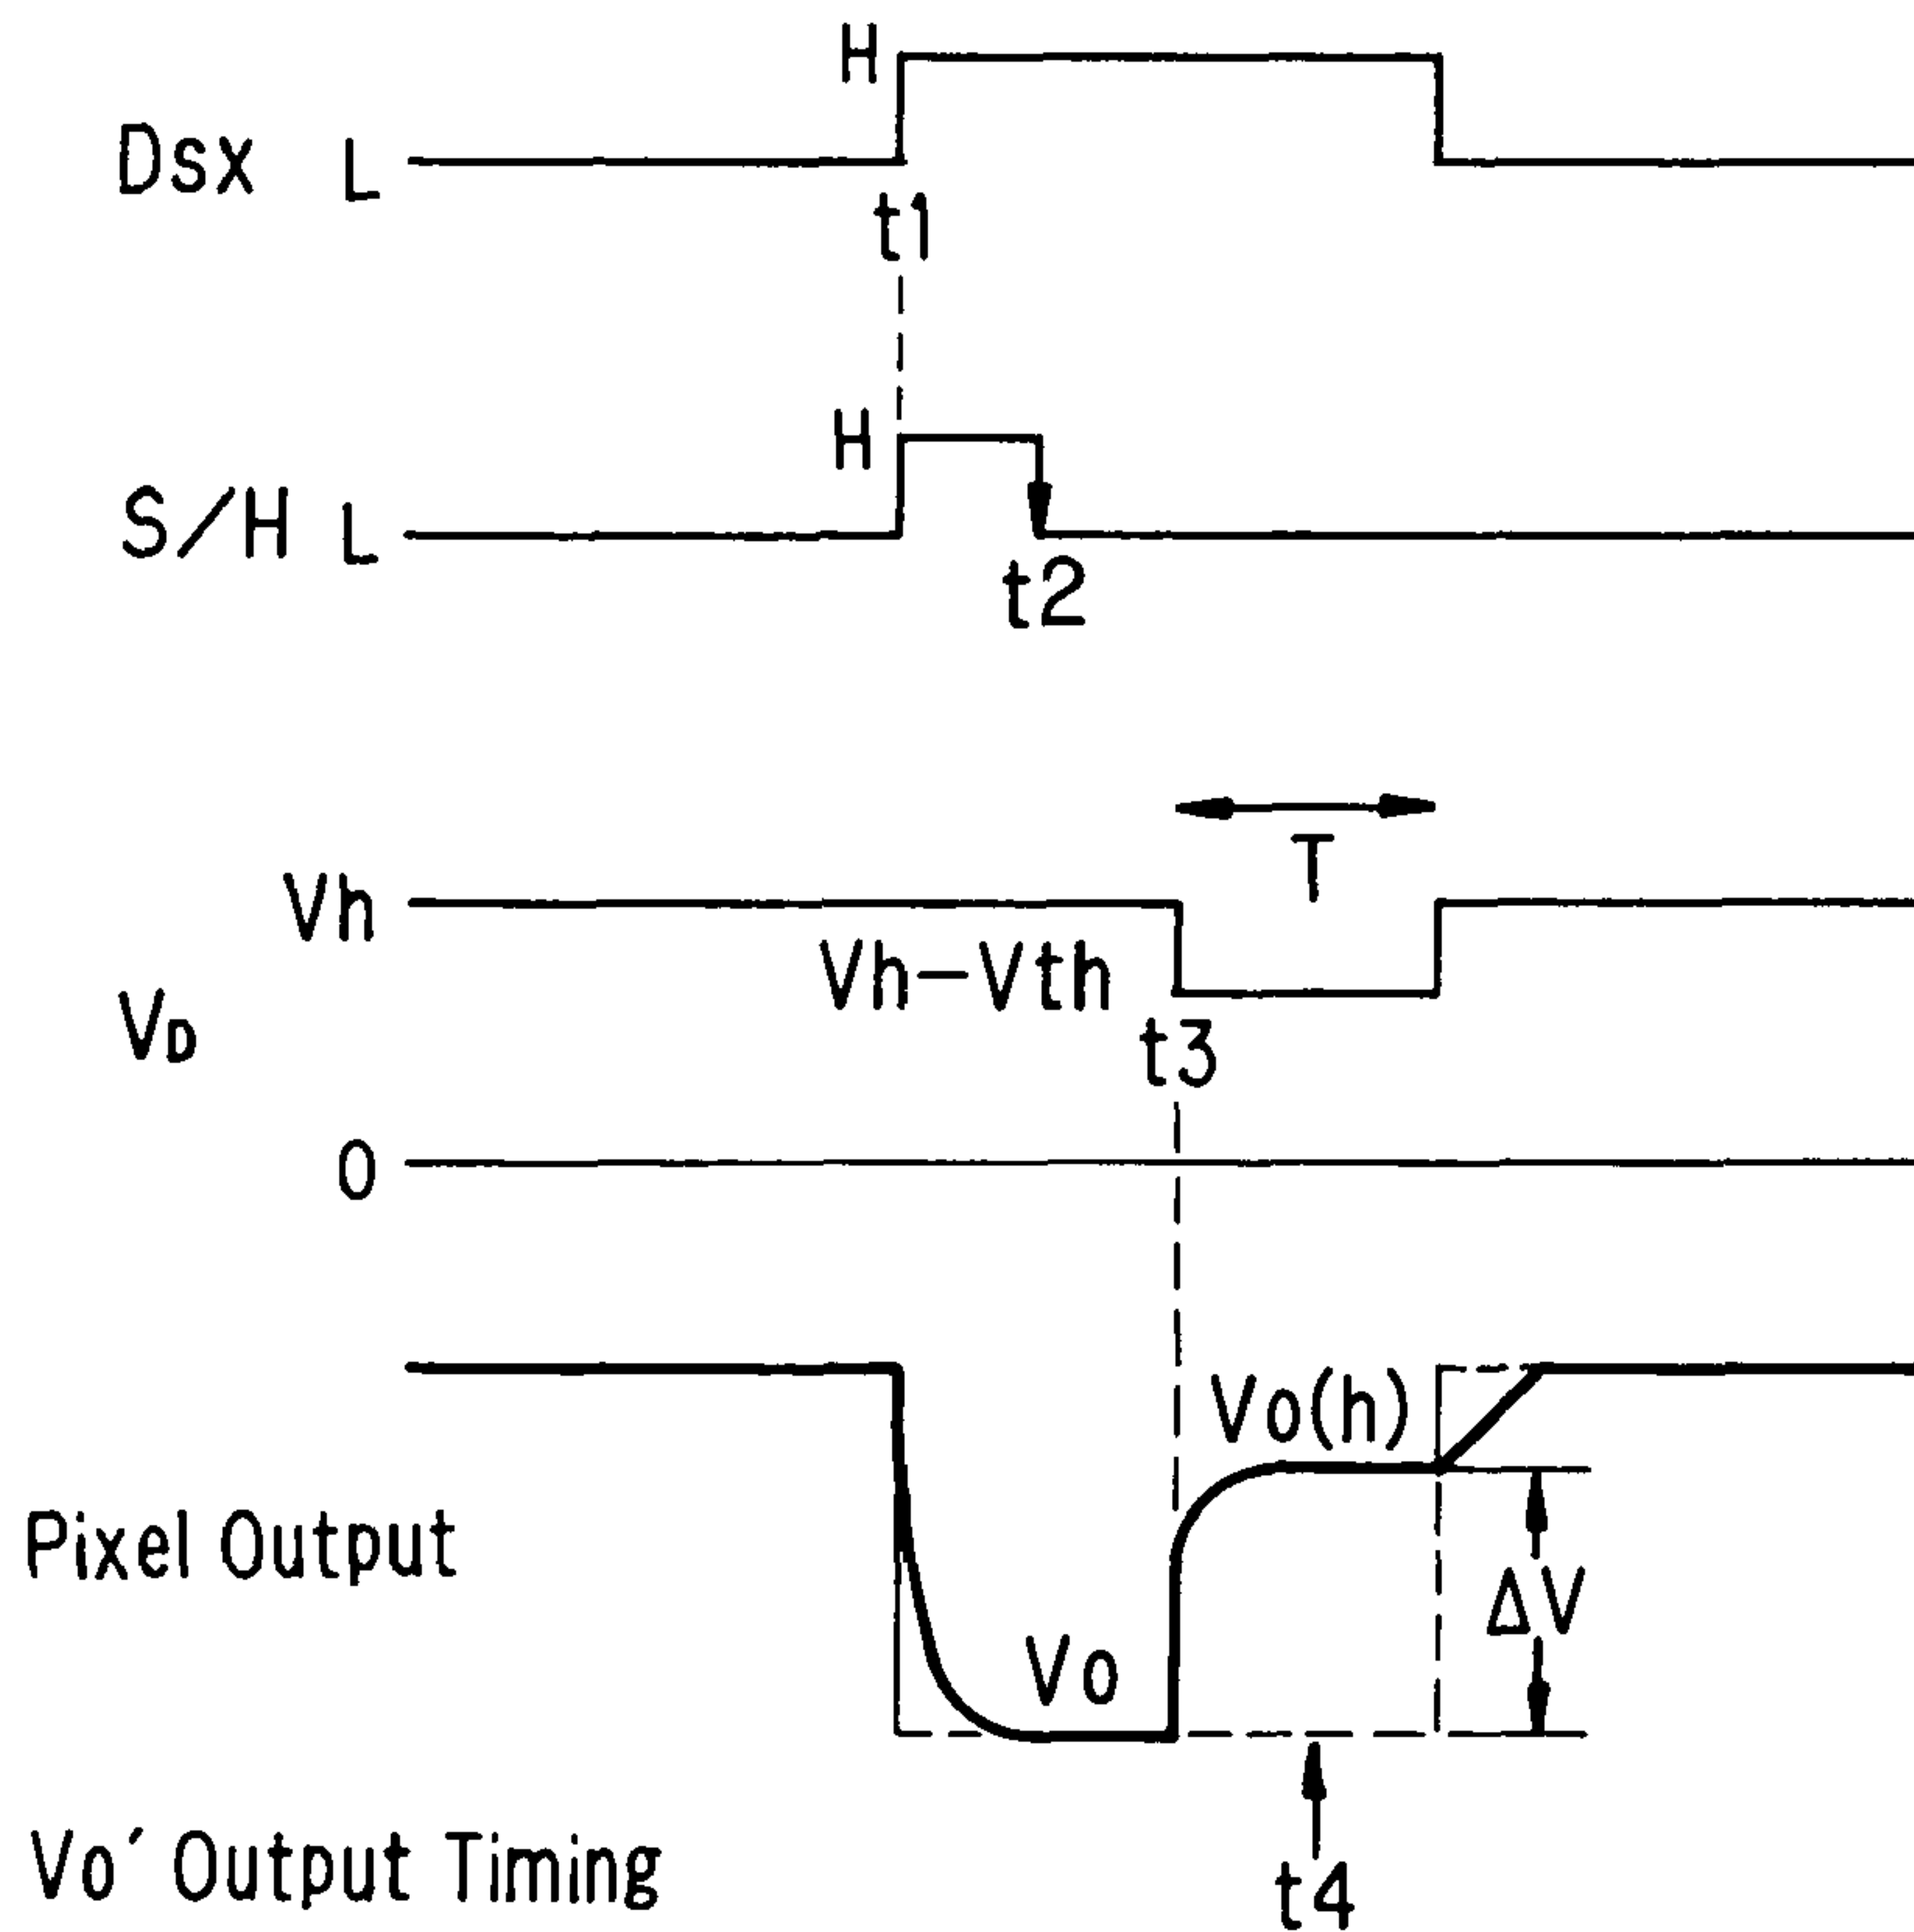 H
Dsx L
t1
H
S/H L
t2
T
Vh
Vh-Vth
VD
t3
0
Vo(h)
Pixel Output
ΔV
Vo
Vo´ Output Timing
t4